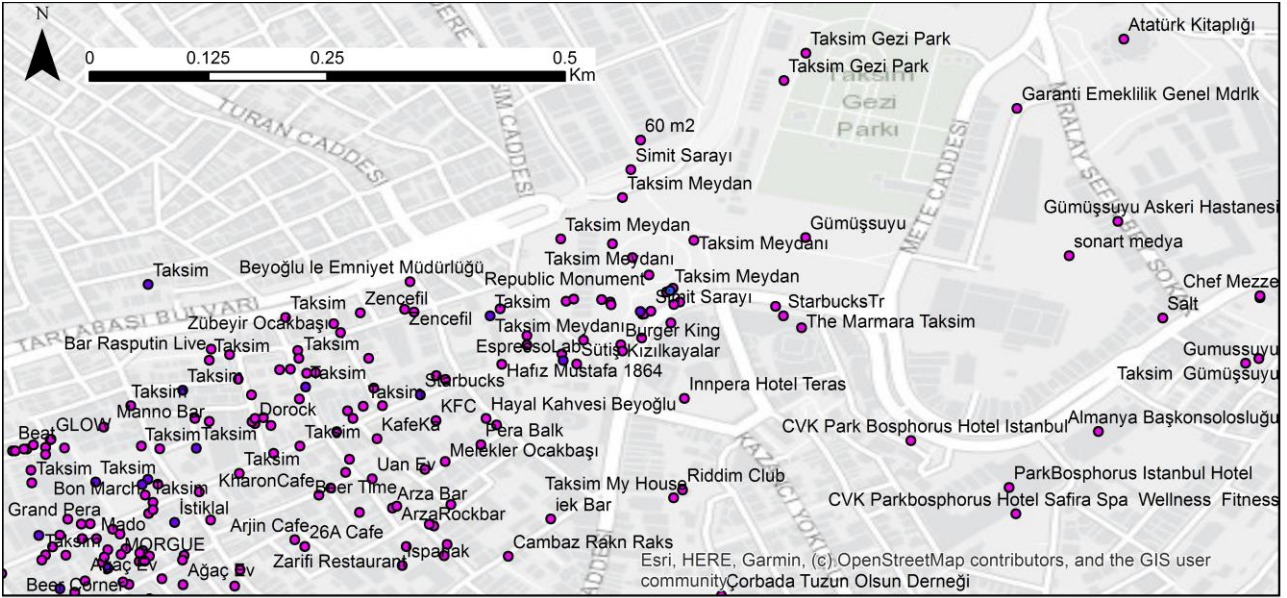 N
0 0.125 0.25 0.5
Km
Atatürk Kitaplığı
Taksim Gezi Park
Taksim Gezi Park
Taksim
Gezi
Parkı
Garanti Emeklilik Genel Mdrlk
TURAN CADDESİ
60 m2
Simit Sarayı
Taksim Meydan
METE CADDESİ
Gümüşsuyu Askeri Hastanesi
Taksim Meydan
Taksim Meydanı
Gümüşsuyu
sonart medya
Taksim
Beyoğlu le Emniyet Müdürlüğü
Taksim Meydanı
Republic Monument
Taksim Meydan
Chef Mezze
TARLABAŞI BULVARI
Taksim
Zencefil
Taksim
Simit Sarayı
StarbucksTr
Salt
Zübeyir Ocakbaşı
Zencefil
Taksim Meydanı
Burger King
The Marmara Taksim
Bar Rasputin Live
Taksim
Taksim
EspressoLab
Sütiş
Kızılkayalar
Gumussuyu
Taksim
Taksim
Hafız Mustafa 1864
Taksim Gümüşsuyu
Taksim
Taksim
Starbucks
Innpera Hotel Teras
Manno Bar
Dorock
KFC
Hayal Kahvesi Beyoğlu
GLOW
Beat
Taksim
Taksim
Taksim
KafeKa
Pera Balk
CVK Park Bosphorus Hotel Istanbul
Almanya Başkonsolosluğu
Taksim
Taksim
Taksim
Uan Ev
Melekler Ocakbaşı
KAZANCI YOKUŞU
Bon March
Taksim
KharonCafe
Beer Time
Arza Bar
Taksim My House
Riddim Club
ParkBosphorus Istanbul Hotel
Grand Pera
İstiklal
iek Bar
CVK Parkbosphorus Hotel Safira Spa Wellness Fitness
Mado
Arjin Cafe
26A Cafe
ArzaRockbar
Taksim
MORGUE
Zarifi Restaurant
Ispanak
Cambaz Rakn Raks
Ağaç Ev
Ağaç Ev
Beer Corner
Esri, HERE, Garmin, (c) OpenStreetMap contributors, and the GIS user
community
Çorbada Tuzun Olsun Derneği